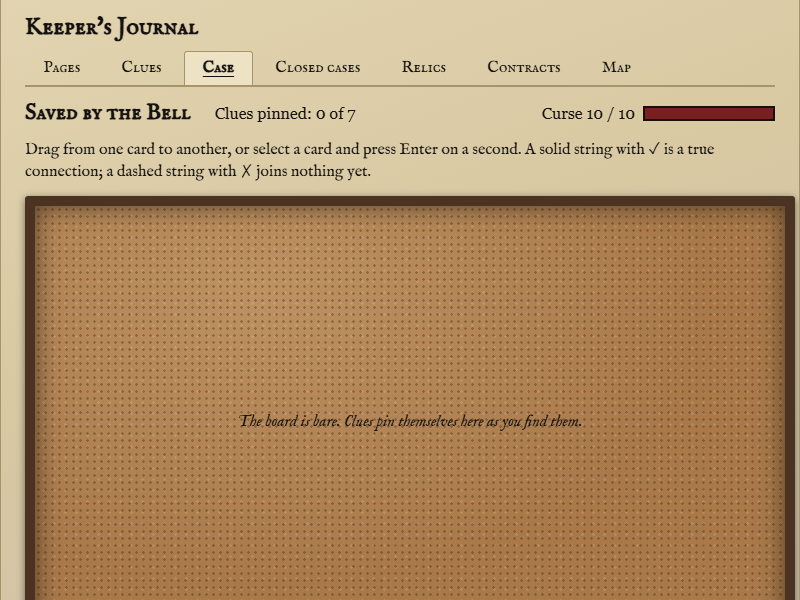 Keeper's Journal
Pages Clues Case Closed cases Relics Contracts Map
Saved by the Bell Clues pinned: 0 of 7 Curse 10 / 10
Drag from one card to another, or select a card and press Enter on a second. A solid string with ✓ is a true
connection; a dashed string with ✗ joins nothing yet.
The board is bare. Clues pin themselves here as you find them.